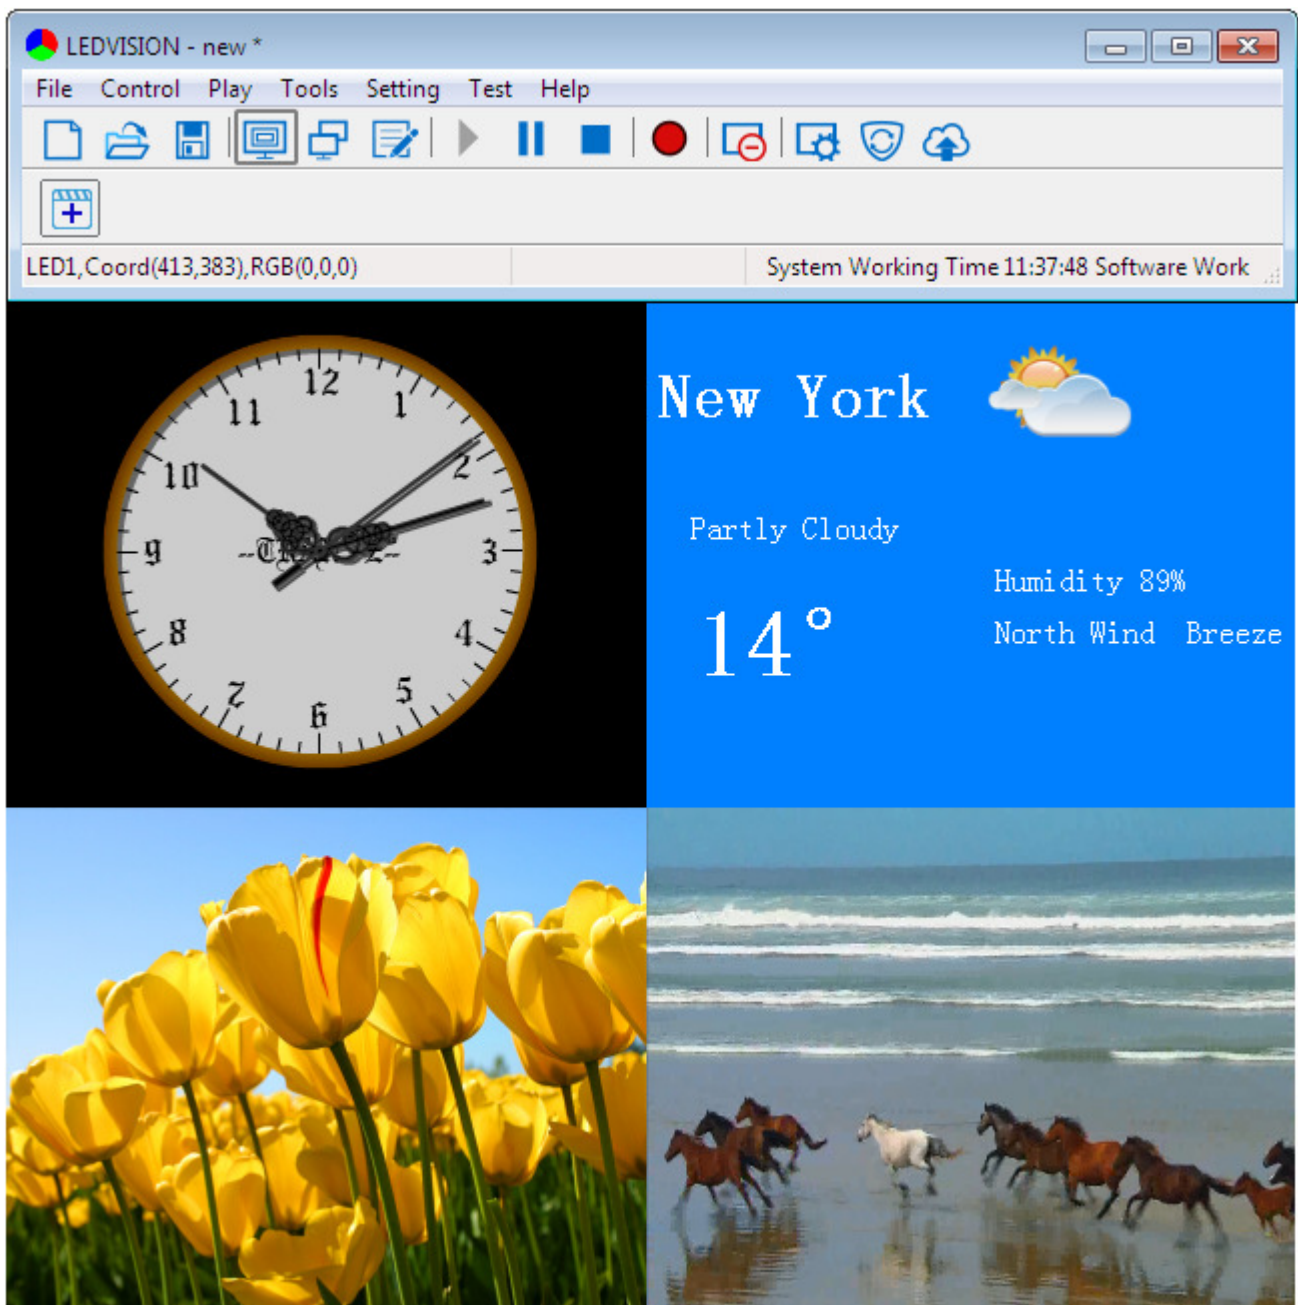 LEDVISION - new *
File Control Play Tools Setting Test Help
LED1,Coord(413,383),RGB(0,0,0)
System Working Time 11:37:48 Software Work
12
11
1
10
2
9
3
8
4
7
5
6
New York
Partly Cloudy
14°
Humidity 89%
North Wind Breeze